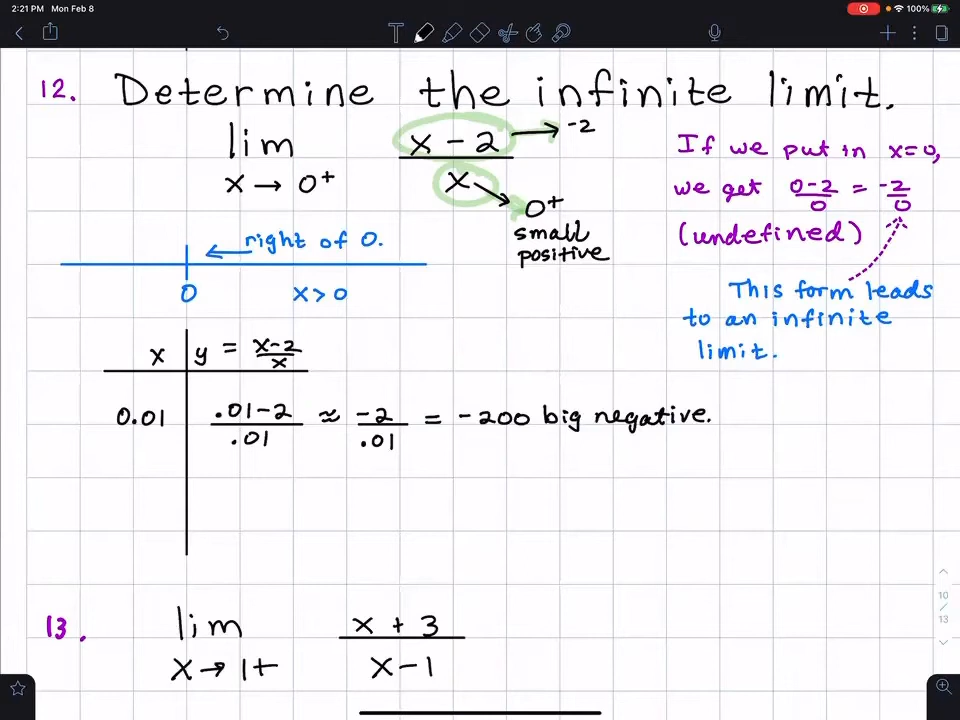 2:21 PM Mon Feb 8
100%
12. Determine the infinite limit.
lim x - 2 → -2
x → 0+ x
0+
small
positive
If we put in x=0,
we get 0-2/0 = -2/0
(undefined)
This form leads
to an infinite
limit.
right of 0.
0 x > 0
x y = x-2/x
0.01 .01-2/.01 ≈ -2/.01 = -200 big negative.
13. lim x + 3
x → 1+ x - 1
10
/
13